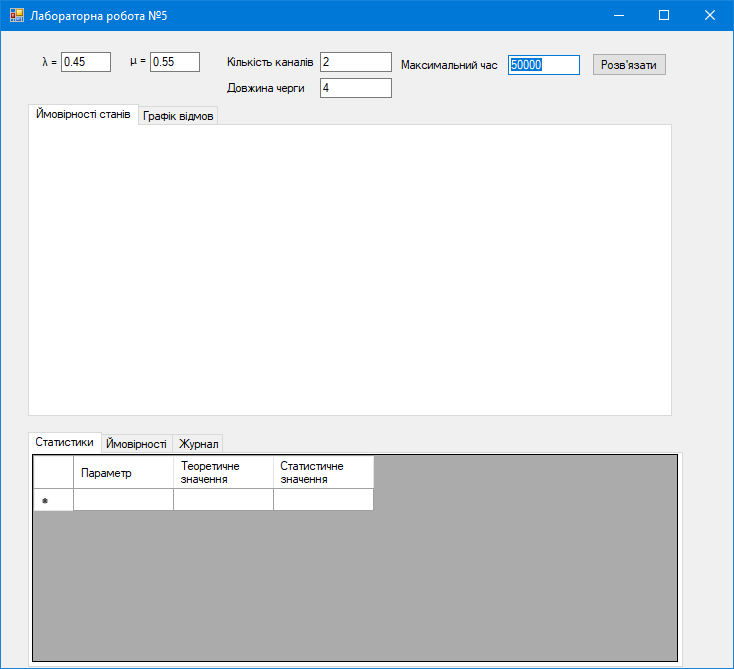 Лабораторна робота №5
λ = 0.45 μ = 0.55 Кількість каналів 2 Максимальний час 50000 Розв'язати
Довжина черги 4
Ймовірності станів Графік відмов
Статистики Ймовірності Журнал
Параметр Теоретичне значення Статистичне значення